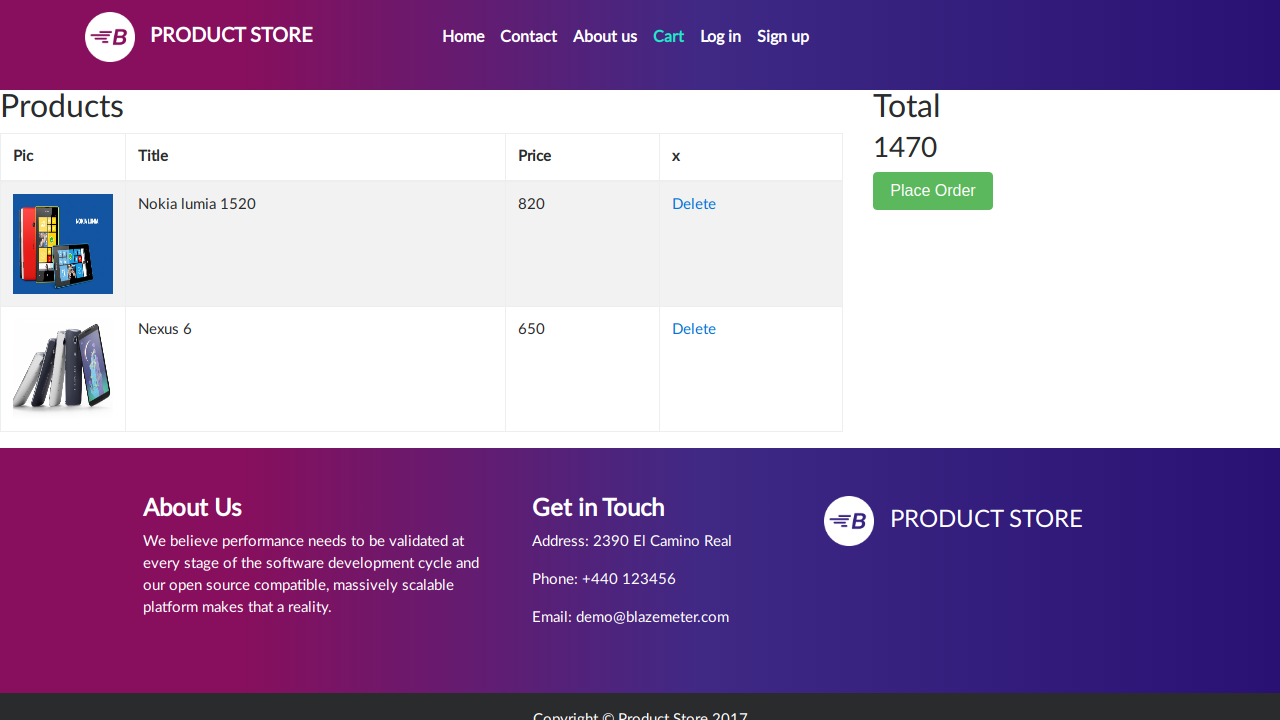 PRODUCT STORE
Home Contact About us Cart Log in Sign up
Products
Total
1470
Place Order
Pic Title Price x
NOKIA LUMIA
Nokia lumia 1520 820 Delete
Nexus 6 650 Delete
About Us
We believe performance needs to be validated at
every stage of the software development cycle and
our open source compatible, massively scalable
platform makes that a reality.
Get in Touch
Address: 2390 El Camino Real
Phone: +440 123456
Email: demo@blazemeter.com
B PRODUCT STORE
Copyright © Product Store 2017